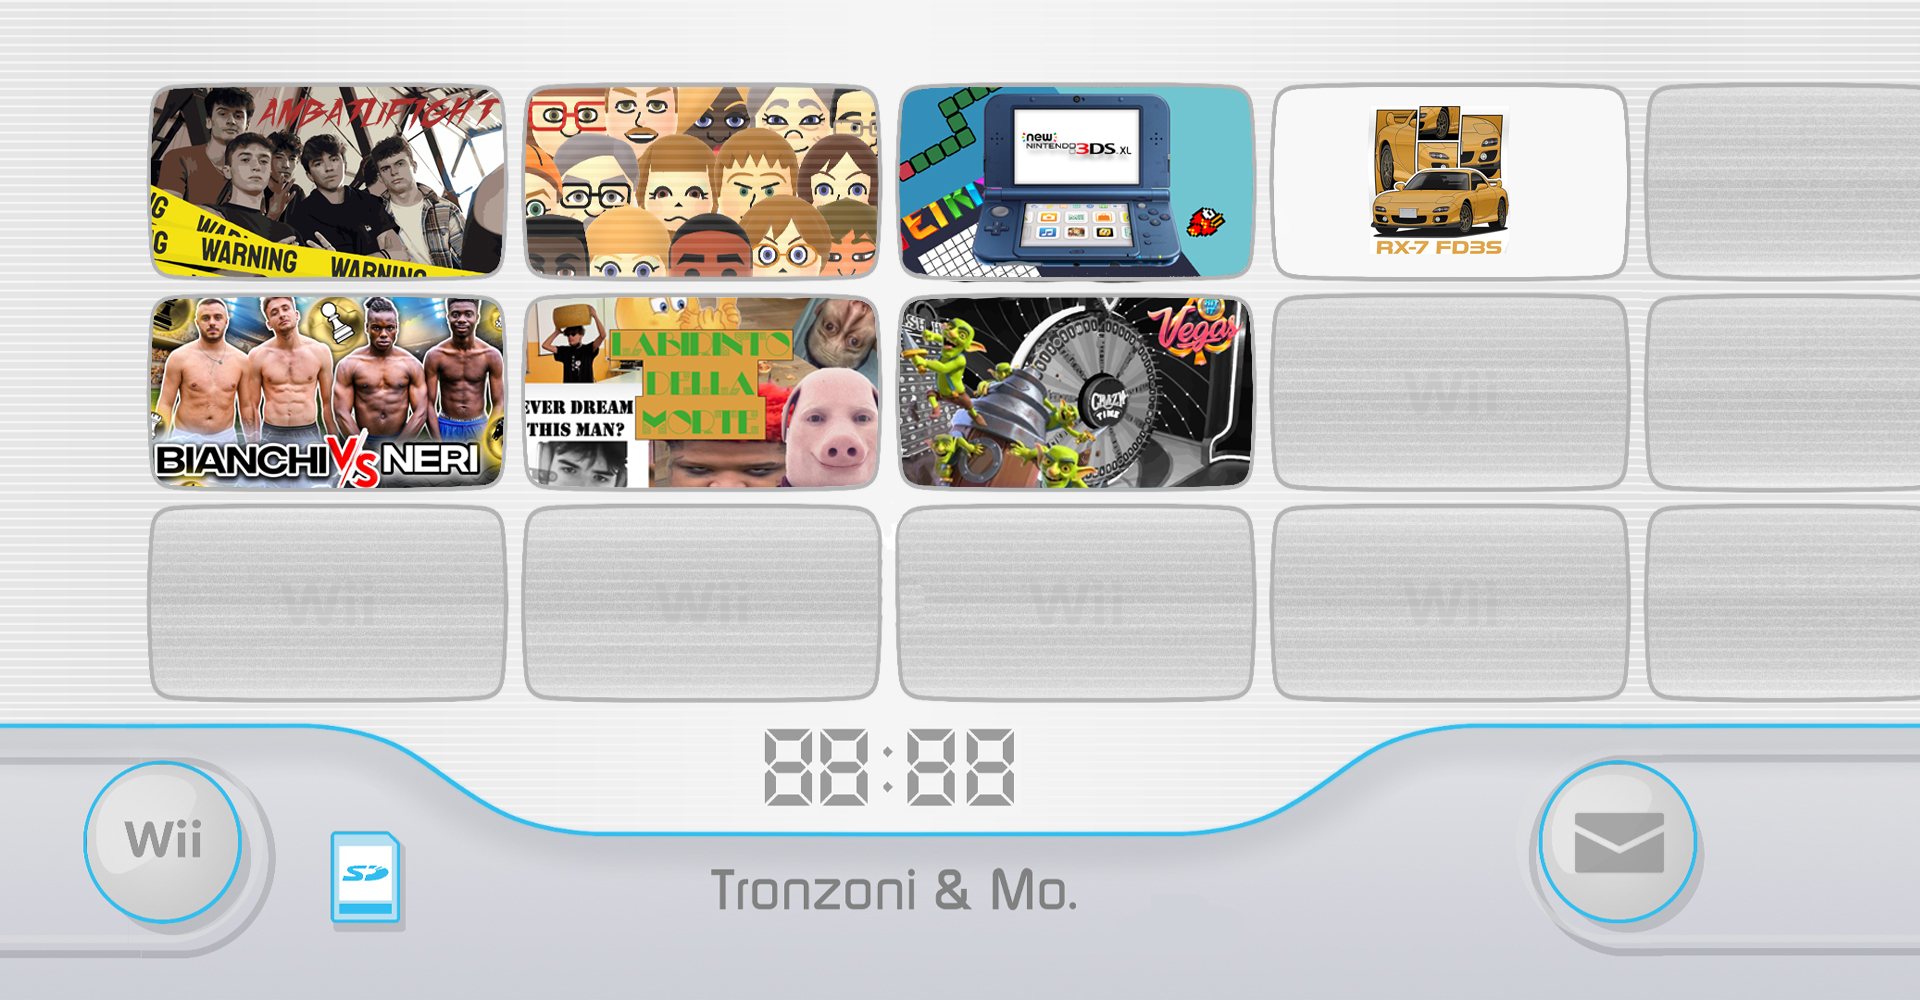 AMBATUFIGHT
WARNING
WARNING
WARNING
new
NINTENDO 3DS XL
RX-7 FD3S
BIANCHI VS NERI
LABIRINTO
DELLA
MORTE
EVER DREAM
THIS MAN?
CRAZY
TIME
Vegas
Wii
Wii
Wii
Wii
88:88
Wii
SD
Tronzoni & Mo.